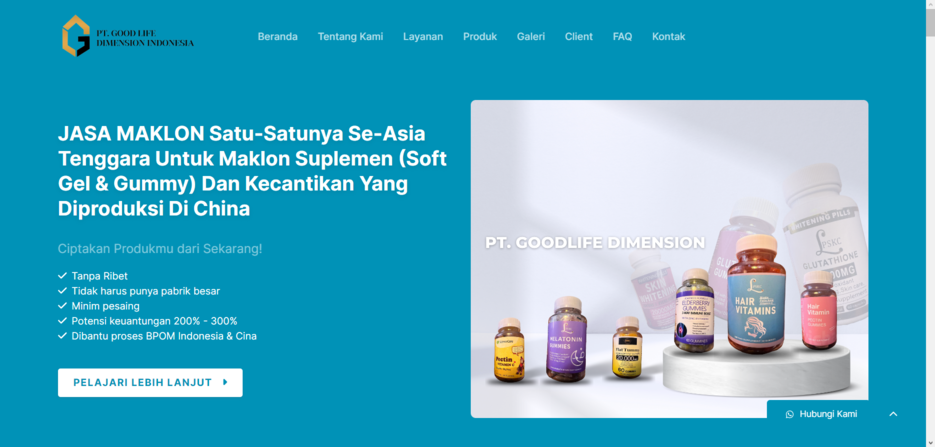 PT. GOOD LIFE
DIMENSION INDONESIA
Beranda Tentang Kami Layanan Produk Galeri Client FAQ Kontak
JASA MAKLON Satu-Satunya Se-Asia
Tenggara Untuk Maklon Suplemen (Soft
Gel & Gummy) Dan Kecantikan Yang
Diproduksi Di China
Ciptakan Produkmu dari Sekarang!
Tanpa Ribet
Tidak harus punya pabrik besar
Minim pesaing
Potensi keuantungan 200% - 300%
Dibantu proses BPOM Indonesia & Cina
PELAJARI LEBIH LANJUT
PT. GOODLIFE DIMENSION
WHITENING PILLS
GLUTATHIONE
SKIN
MELATONIN
GUMMIES
ELDERBERRY
GUMMIES
HAIR
VITAMINS
Hair
Vitamin
Hubungi Kami